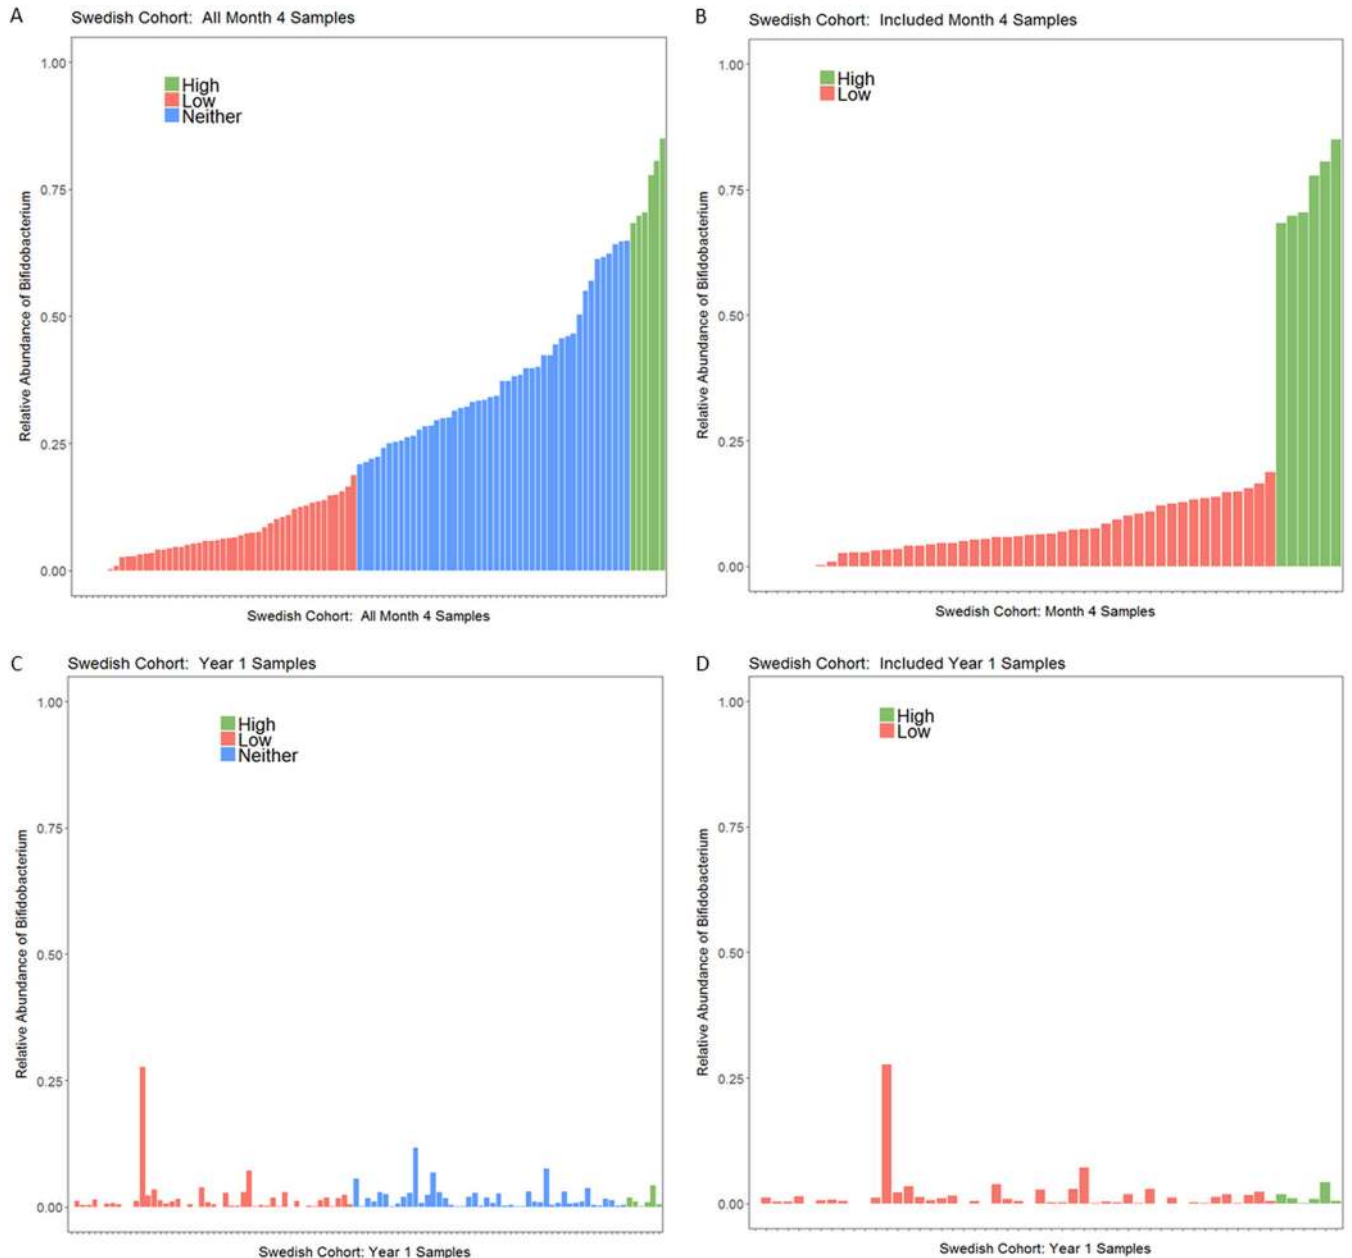 A
Swedish Cohort: All Month 4 Samples
1.00
High
Low
Neither
0.75
0.50
0.25
0.00
Relative Abundance of Bifidobacterium
Swedish Cohort: All Month 4 Samples
B
Swedish Cohort: Included Month 4 Samples
1.00
High
Low
0.75
0.50
0.25
0.00
Relative Abundance of Bifidobacterium
Swedish Cohort: Month 4 Samples
C
Swedish Cohort: Year 1 Samples
1.00
High
Low
Neither
0.75
0.50
0.25
0.00
Relative Abundance of Bifidobacterium
Swedish Cohort: Year 1 Samples
D
Swedish Cohort: Included Year 1 Samples
1.00
High
Low
0.75
0.50
0.25
0.00
Relative Abundance of Bifidobacterium
Swedish Cohort: Year 1 Samples